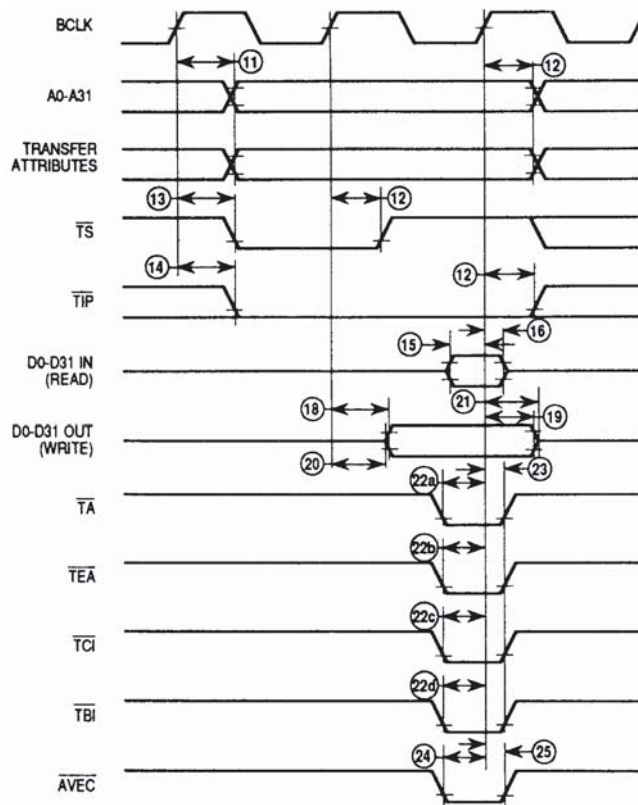 BCLK
11
12
A0-A31
TRANSFER
ATTRIBUTES
13
12
TS
14
12
TIP
15
16
D0-D31 IN
(READ)
21
18
19
D0-D31 OUT
(WRITE)
20
23
22a
TA
22b
TEA
22c
TCI
22d
TBI
24
25
AVEC